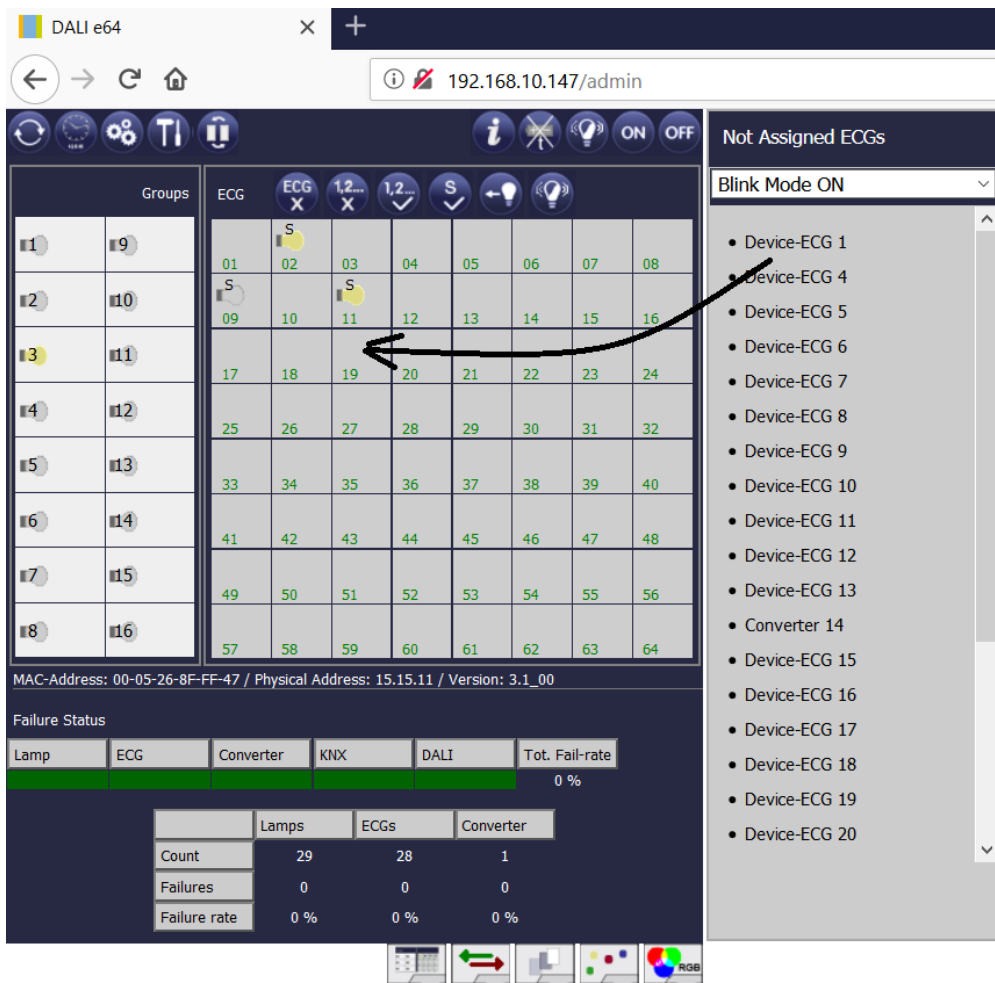 DALI e64
192.168.10.147/admin
i ON OFF
Not Assigned ECGs
Blink Mode ON
Groups
1 9
2 10
3 11
4 12
5 13
6 14
7 15
8 16
ECG
ECG X
1,2... X
1,2...
S
S
01 02 03 04 05 06 07 08
S S
09 10 11 12 13 14 15 16
17 18 19 20 21 22 23 24
25 26 27 28 29 30 31 32
33 34 35 36 37 38 39 40
41 42 43 44 45 46 47 48
49 50 51 52 53 54 55 56
57 58 59 60 61 62 63 64
Device-ECG 1
Device-ECG 4
Device-ECG 5
Device-ECG 6
Device-ECG 7
Device-ECG 8
Device-ECG 9
Device-ECG 10
Device-ECG 11
Device-ECG 12
Device-ECG 13
Converter 14
Device-ECG 15
Device-ECG 16
Device-ECG 17
Device-ECG 18
Device-ECG 19
Device-ECG 20
MAC-Address: 00-05-26-8F-FF-47 / Physical Address: 15.15.11 / Version: 3.1_00
Failure Status
Lamp ECG Converter KNX DALI Tot. Fail-rate
0 %
Lamps ECGs Converter
Count 29 28 1
Failures 0 0 0
Failure rate 0 % 0 % 0 %
RGB